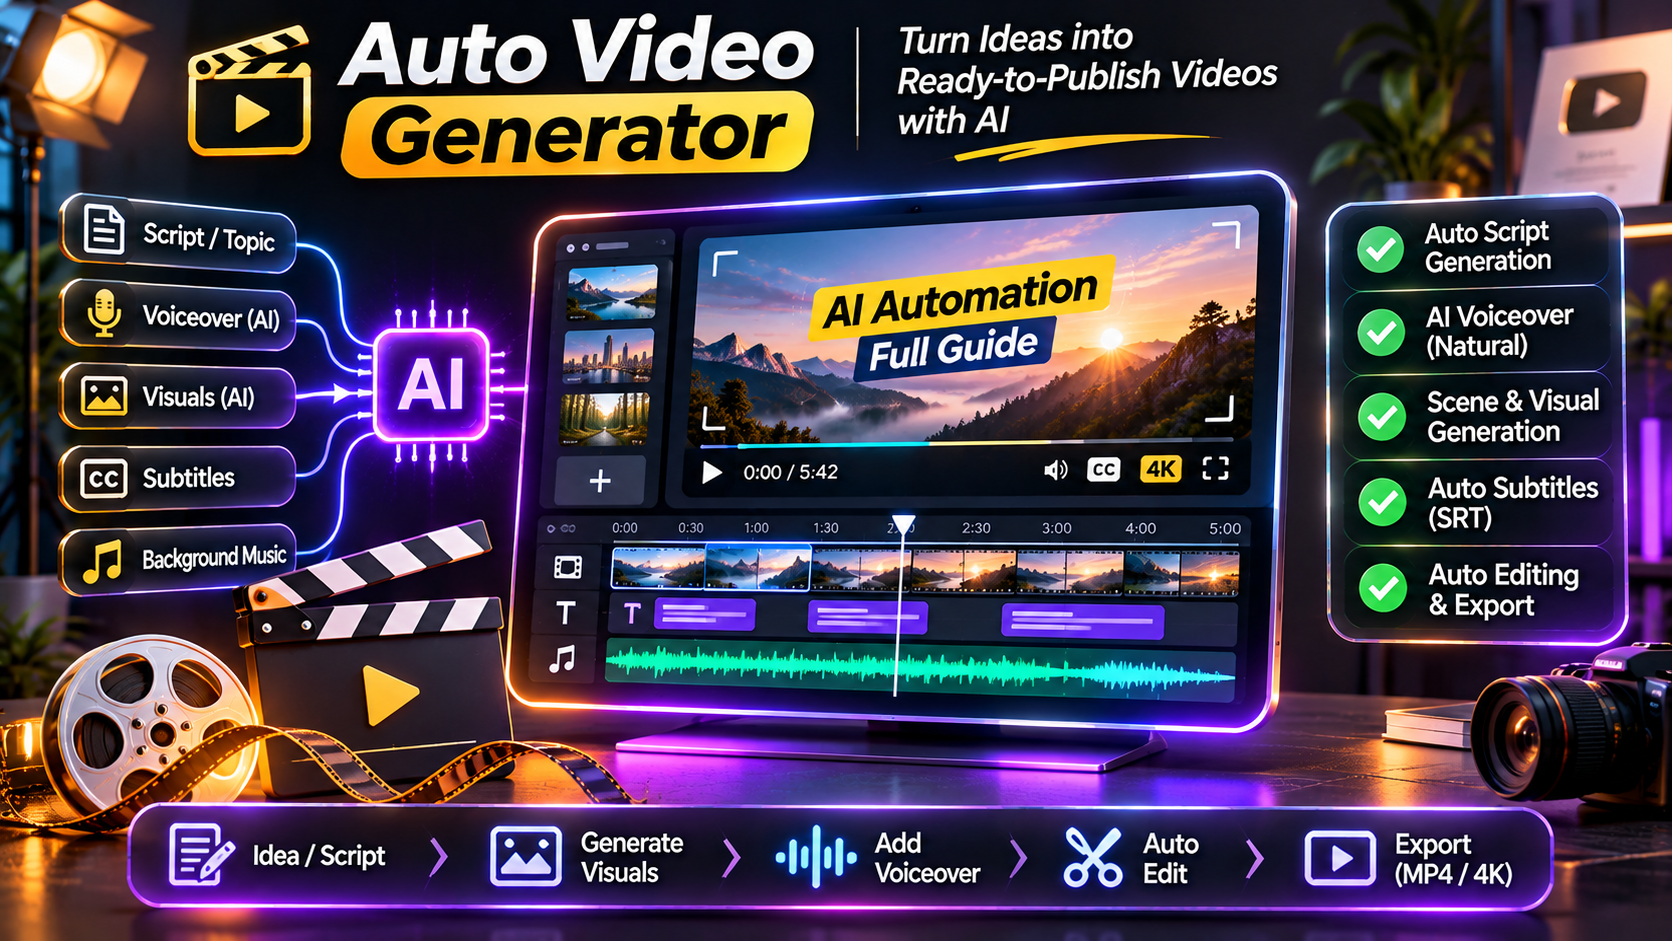 Auto Video
Generator
Turn Ideas into
Ready-to-Publish Videos
with AI
Script / Topic
Voiceover (AI)
Visuals (AI)
CC
Subtitles
Background Music
AI
AI Automation
Full Guide
0:00 / 5:42
CC
4K
0:00
0:30
1:00
1:30
2:30
3:00
4:00
5:00
T
T
Auto Script
Generation
AI Voiceover
(Natural)
Scene & Visual
Generation
Auto Subtitles
(SRT)
Auto Editing
& Export
Idea / Script
Generate
Visuals
Add
Voiceover
Auto
Edit
Export
(MP4 / 4K)